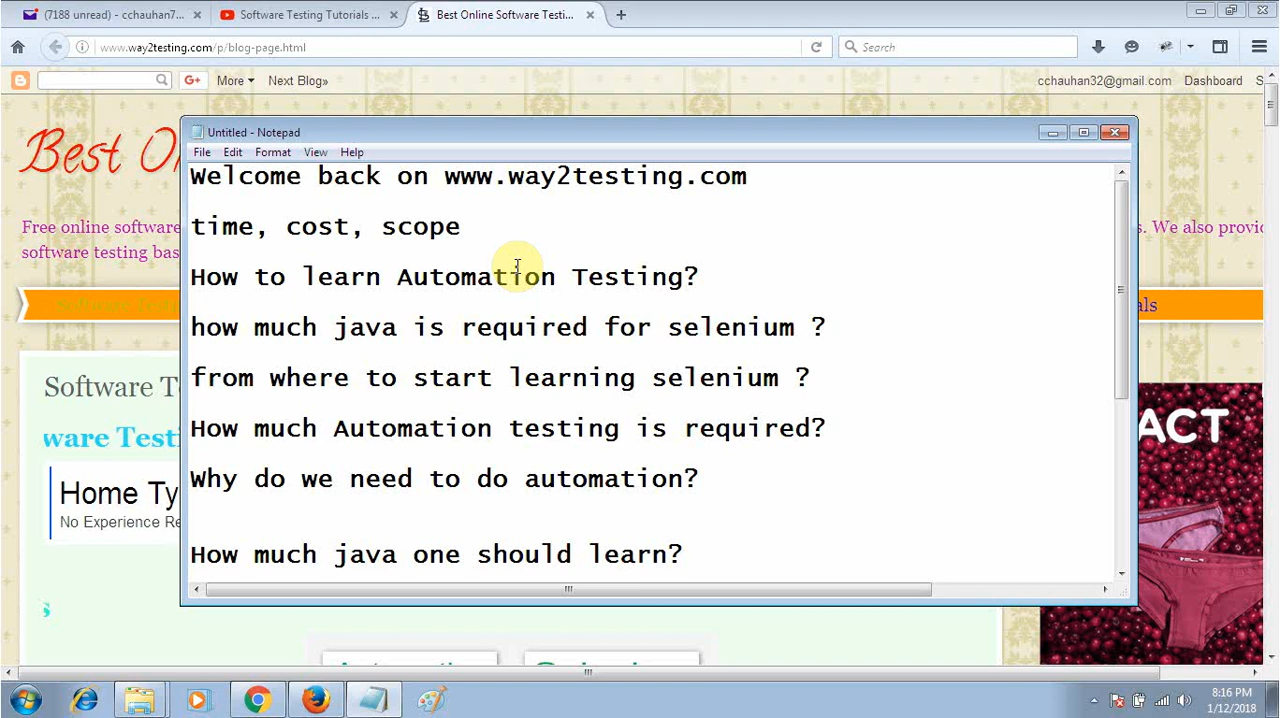 (7188 unread) - cchauhan7...
Software Testing Tutorials ...
Best Online Software Testi...
www.way2testing.com/p/blog-page.html
Search
G+
More
Next Blog»
cchauhan32@gmail.com
Dashboard
S
Best O
Untitled - Notepad
File Edit Format View Help
Welcome back on www.way2testing.com
time, cost, scope
How to learn Automation Testing?
how much java is required for selenium ?
from where to start learning selenium ?
How much Automation testing is required?
Why do we need to do automation?
How much java one should learn?
Free online software
s. We also provid
software testing bas
Software Test
als
Software T
ware Testi
Home Ty
No Experience Re
s
ACT
8:16 PM
1/12/2018